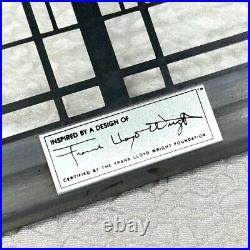 INSPIRED BY A DESIGN OF
Frank Lloyd Wright
CERTIFIED BY THE FRANK LLOYD WRIGHT FOUNDATION